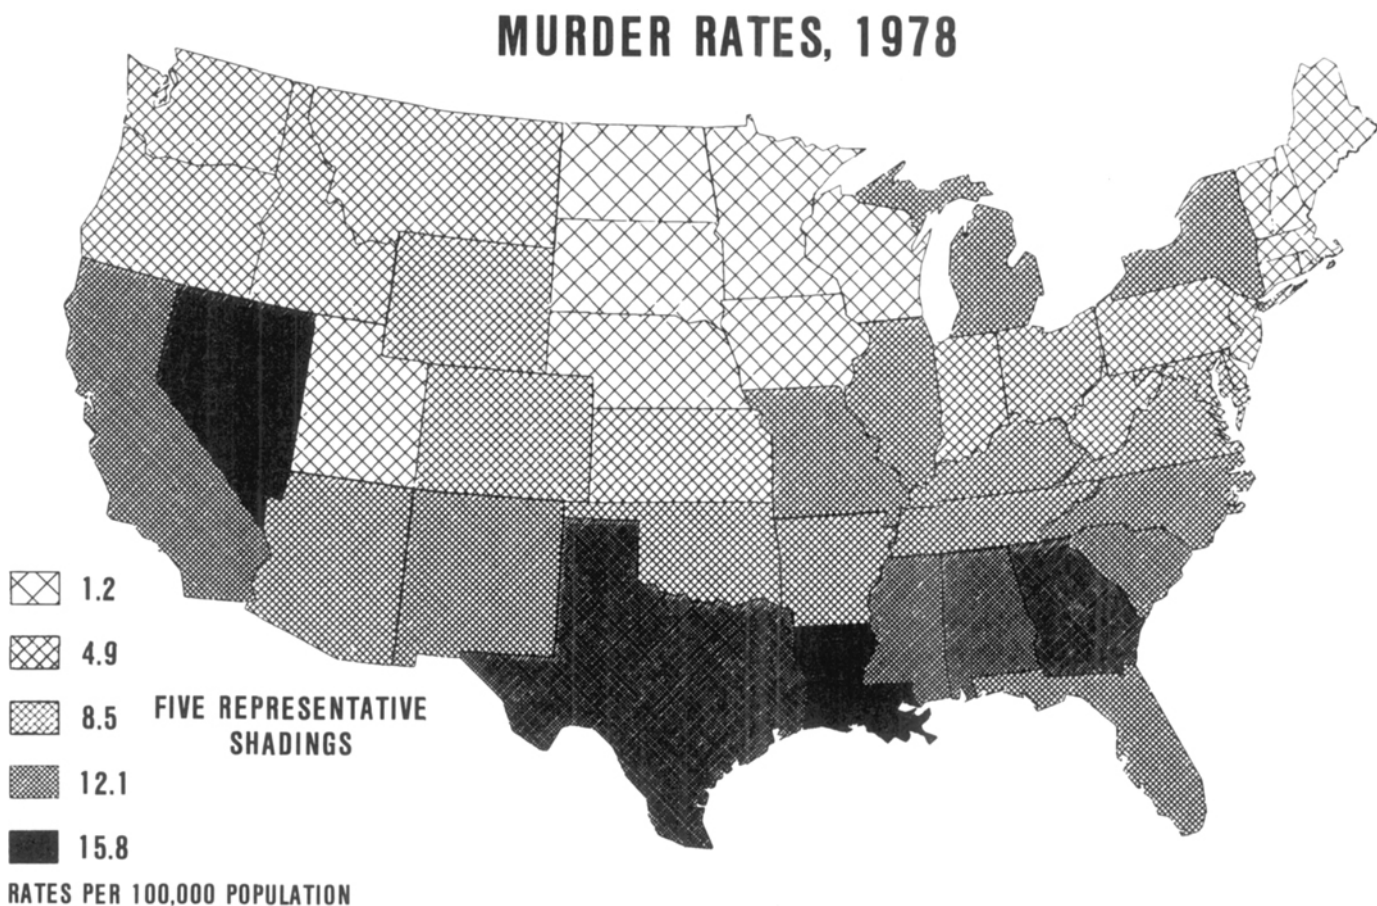 MURDER RATES, 1978
1.2
4.9
8.5
FIVE REPRESENTATIVE
SHADINGS
12.1
15.8
RATES PER 100,000 POPULATION